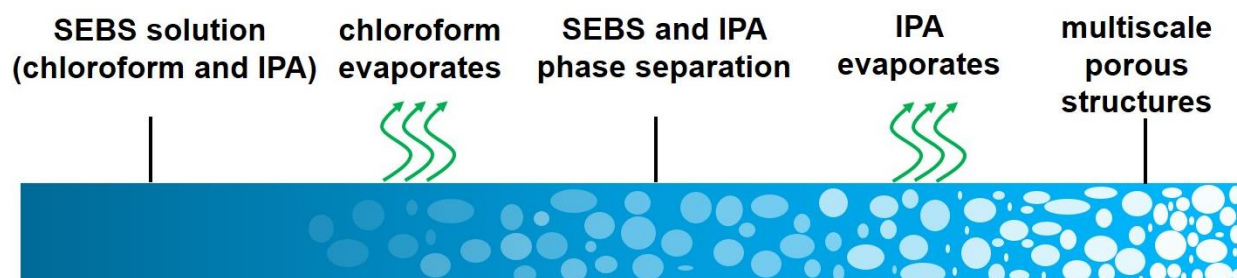 SEBS solution
(chloroform and IPA)
chloroform
evaporates
SEBS and IPA
phase separation
IPA
evaporates
multiscale
porous
structures